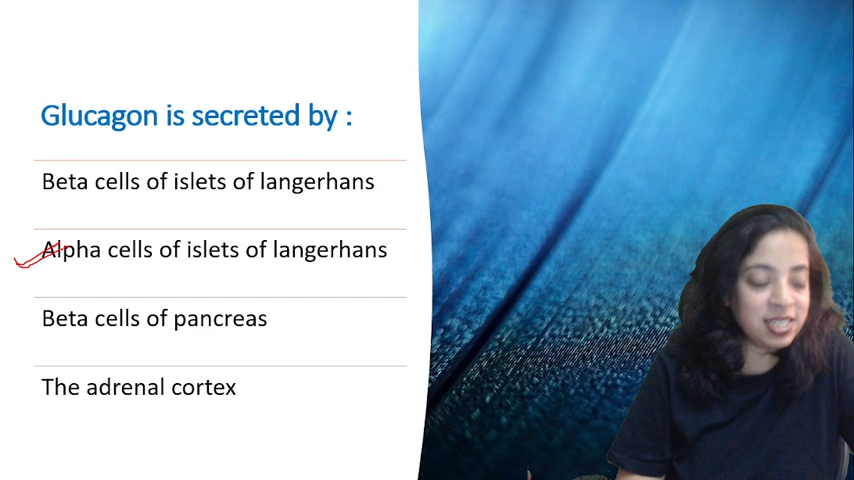 Glucagon is secreted by :
Beta cells of islets of langerhans
Alpha cells of islets of langerhans
Beta cells of pancreas
The adrenal cortex